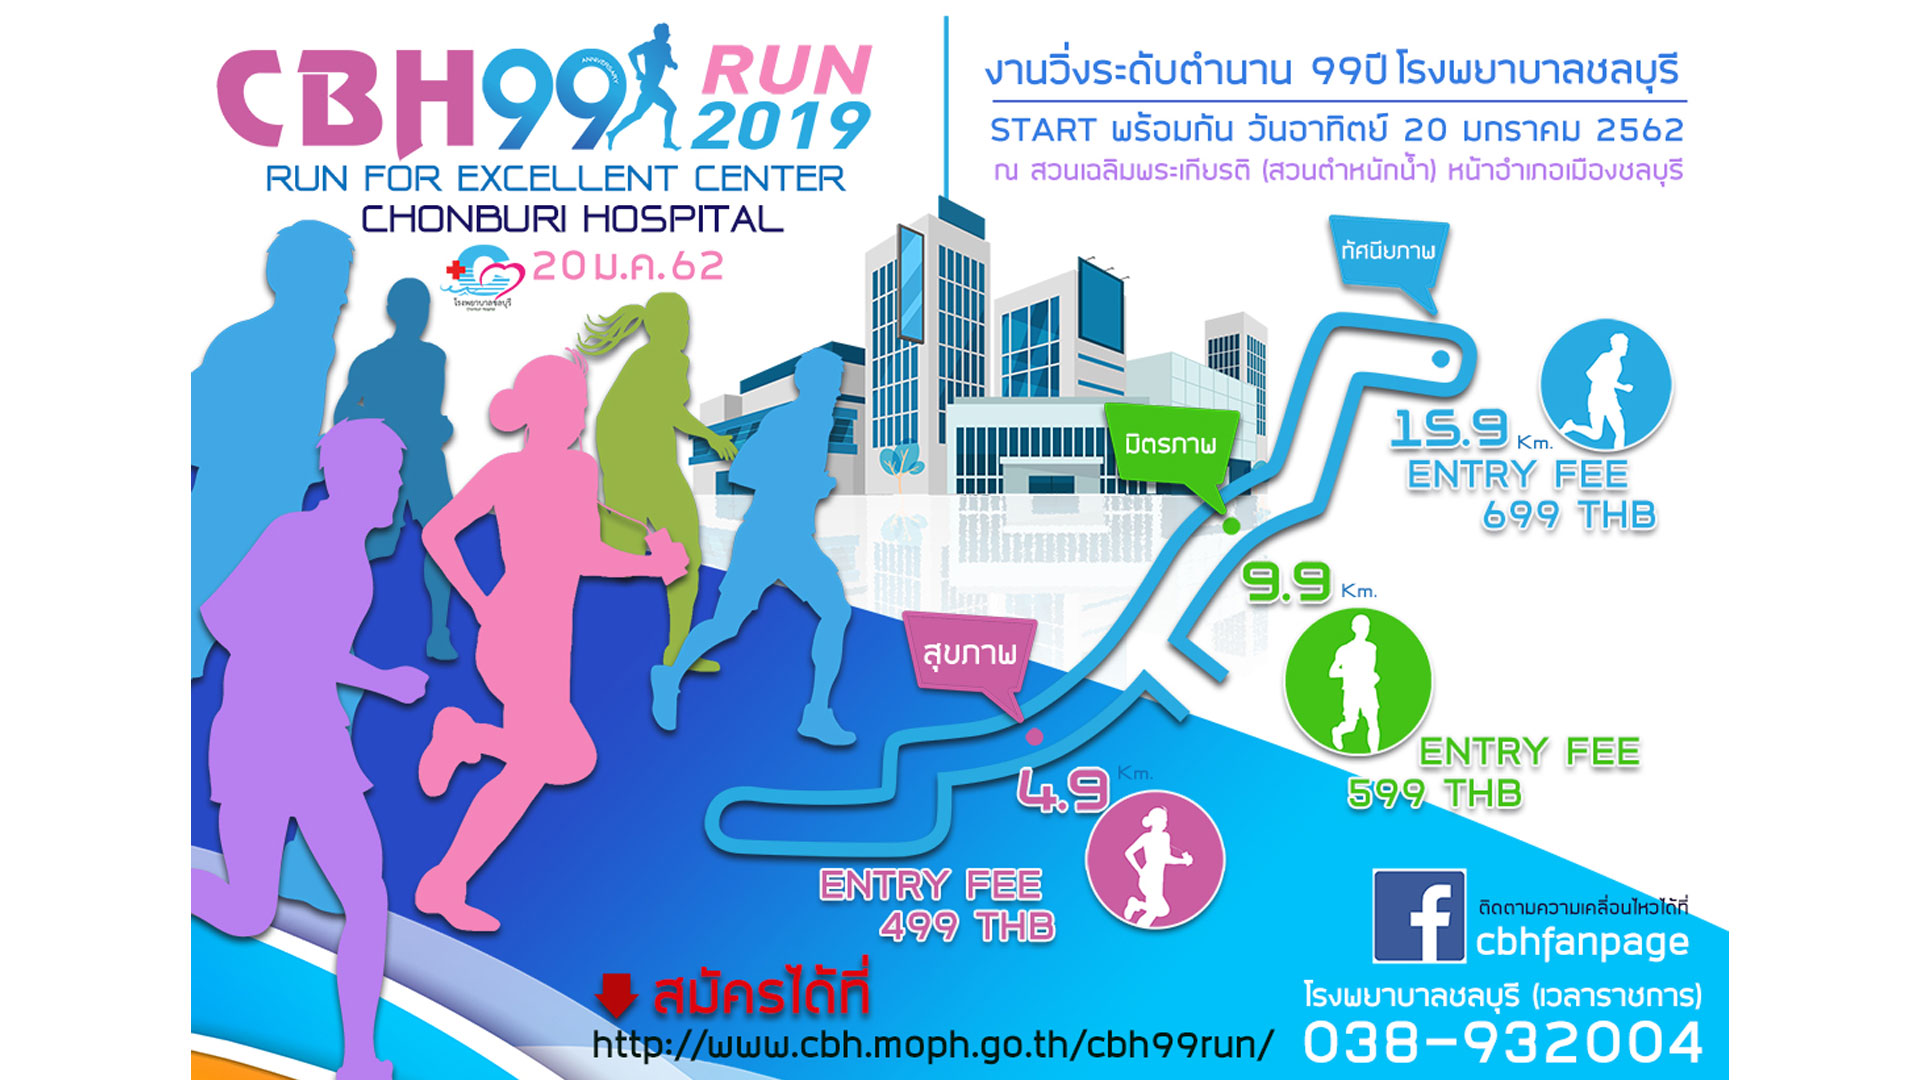 CBH99 RUN 2019
ANNIVERSARY
RUN FOR EXCELLENT CENTER
CHONBURI HOSPITAL
20 ม.ค. 62
โรงพยาบาลชลบุรี
Chonburi Hospital
งานวิ่งระดับตำนาน 99ปี โรงพยาบาลชลบุรี
START พร้อมกัน วันอาทิตย์ 20 มกราคม 2562
ณ สวนเฉลิมพระเกียรติ (สวนตำหนักน้ำ) หน้าอำเภอเมืองชลบุรี
ทัศนียภาพ
15.9 Km.
ENTRY FEE
699 THB
มิตรภาพ
9.9 Km.
ENTRY FEE
599 THB
สุขภาพ
4.9 Km.
ENTRY FEE
499 THB
ติดตามความเคลื่อนไหวได้ที่
cbhfanpage
สมัครได้ที่
http://www.cbh.moph.go.th/cbh99run/
โรงพยาบาลชลบุรี (เวลาราชการ)
038-932004